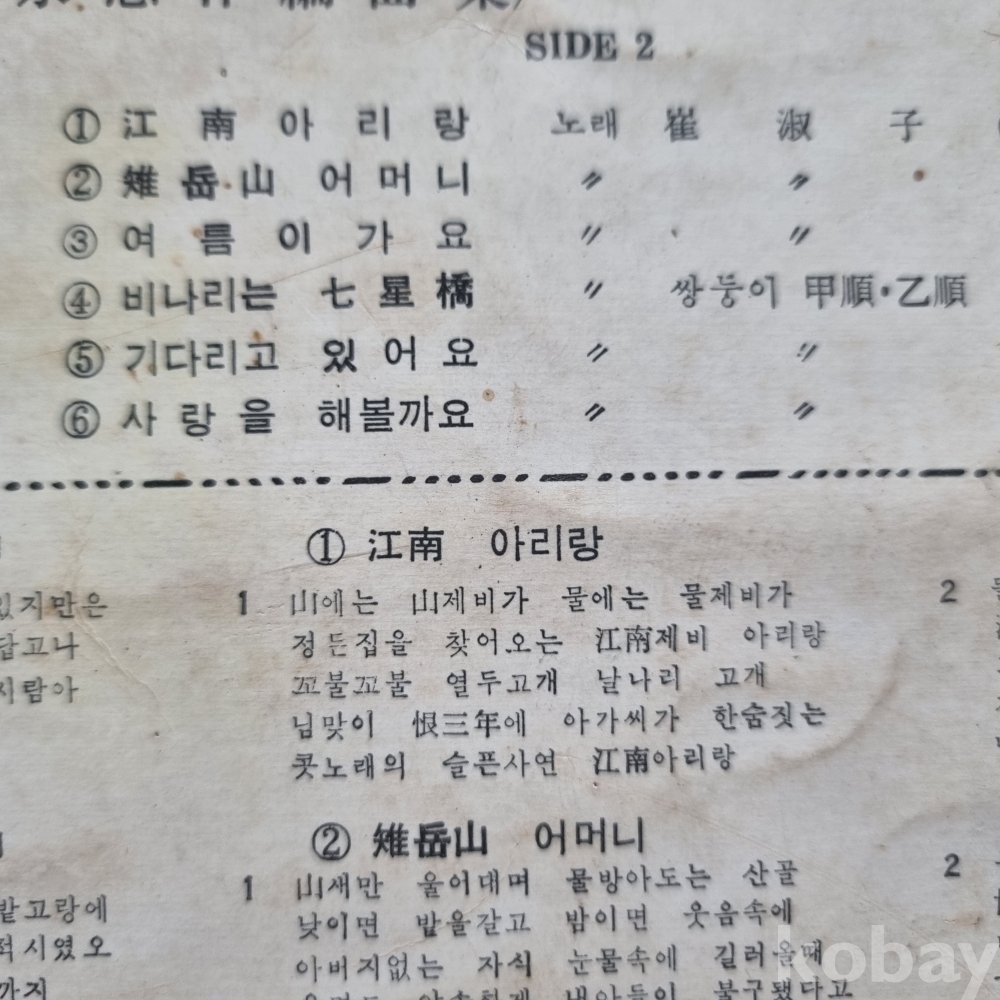 SIDE 2
① 江南아리랑 노래 崔淑子
② 雉岳山 어머니 〃 〃
③ 여름이가요 〃 〃
④ 비나리는 七星橋 〃 쌍둥이 甲順·乙順
⑤ 기다리고 있어요 〃 〃
⑥ 사랑을 해볼까요 〃 〃
① 江南 아리랑
있지만은
답고나
사람아
1 山에는 山제비가 물에는 물제비가
정든집을 찾어오는 江南제비 아리랑
꼬불꼬불 열두고개 날나리 고개
님맞이 恨三年에 아가씨가 한숨짓는
콧노래의 슬픈사연 江南아리랑
2
② 雉岳山 어머니
밭고랑에
적시였오
까지
1 山새만 울어대며 물방아도는 산골
낮이면 밭을갈고 밤이면 웃음속에
아버지없는 자식 눈물속에 길러올때
2
kobay